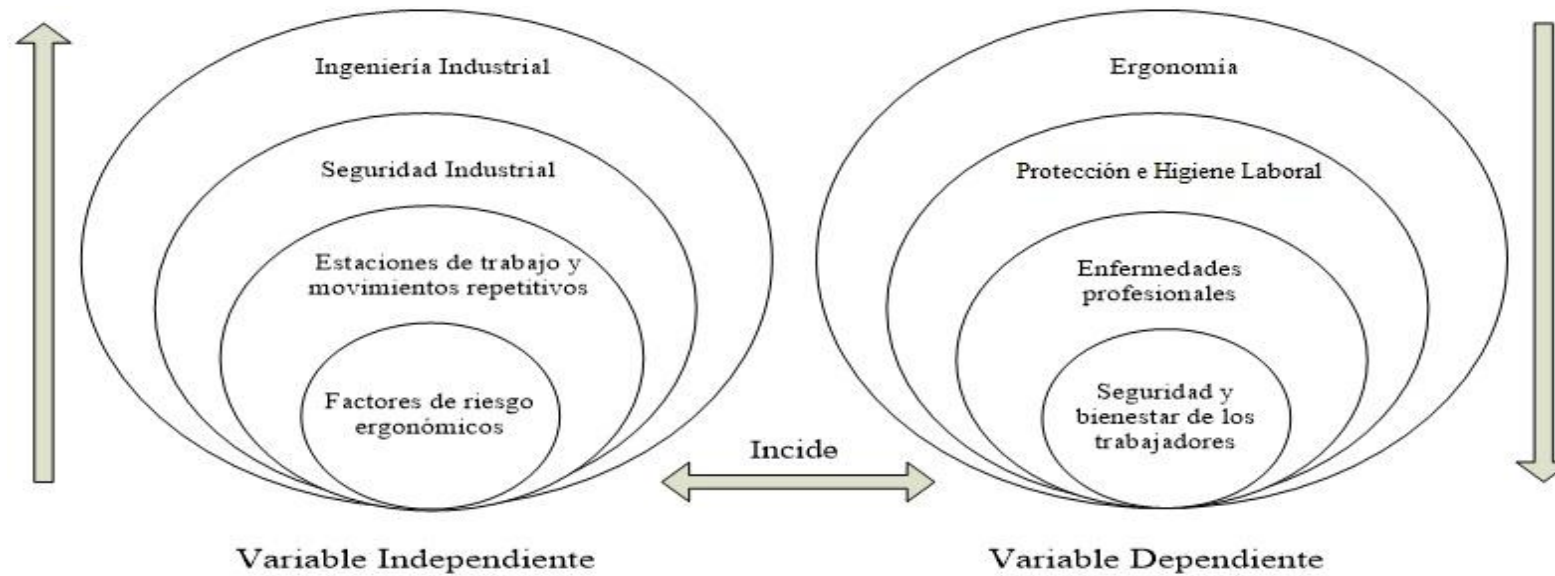 Ingeniería Industrial
Seguridad Industrial
Estaciones de trabajo y
movimientos repetitivos
Factores de riesgo
ergonómicos
Ergonomía
Protección e Higiene Laboral
Enfermedades
profesionales
Seguridad y
bienestar de los
trabajadores
Incide
Variable Independiente
Variable Dependiente